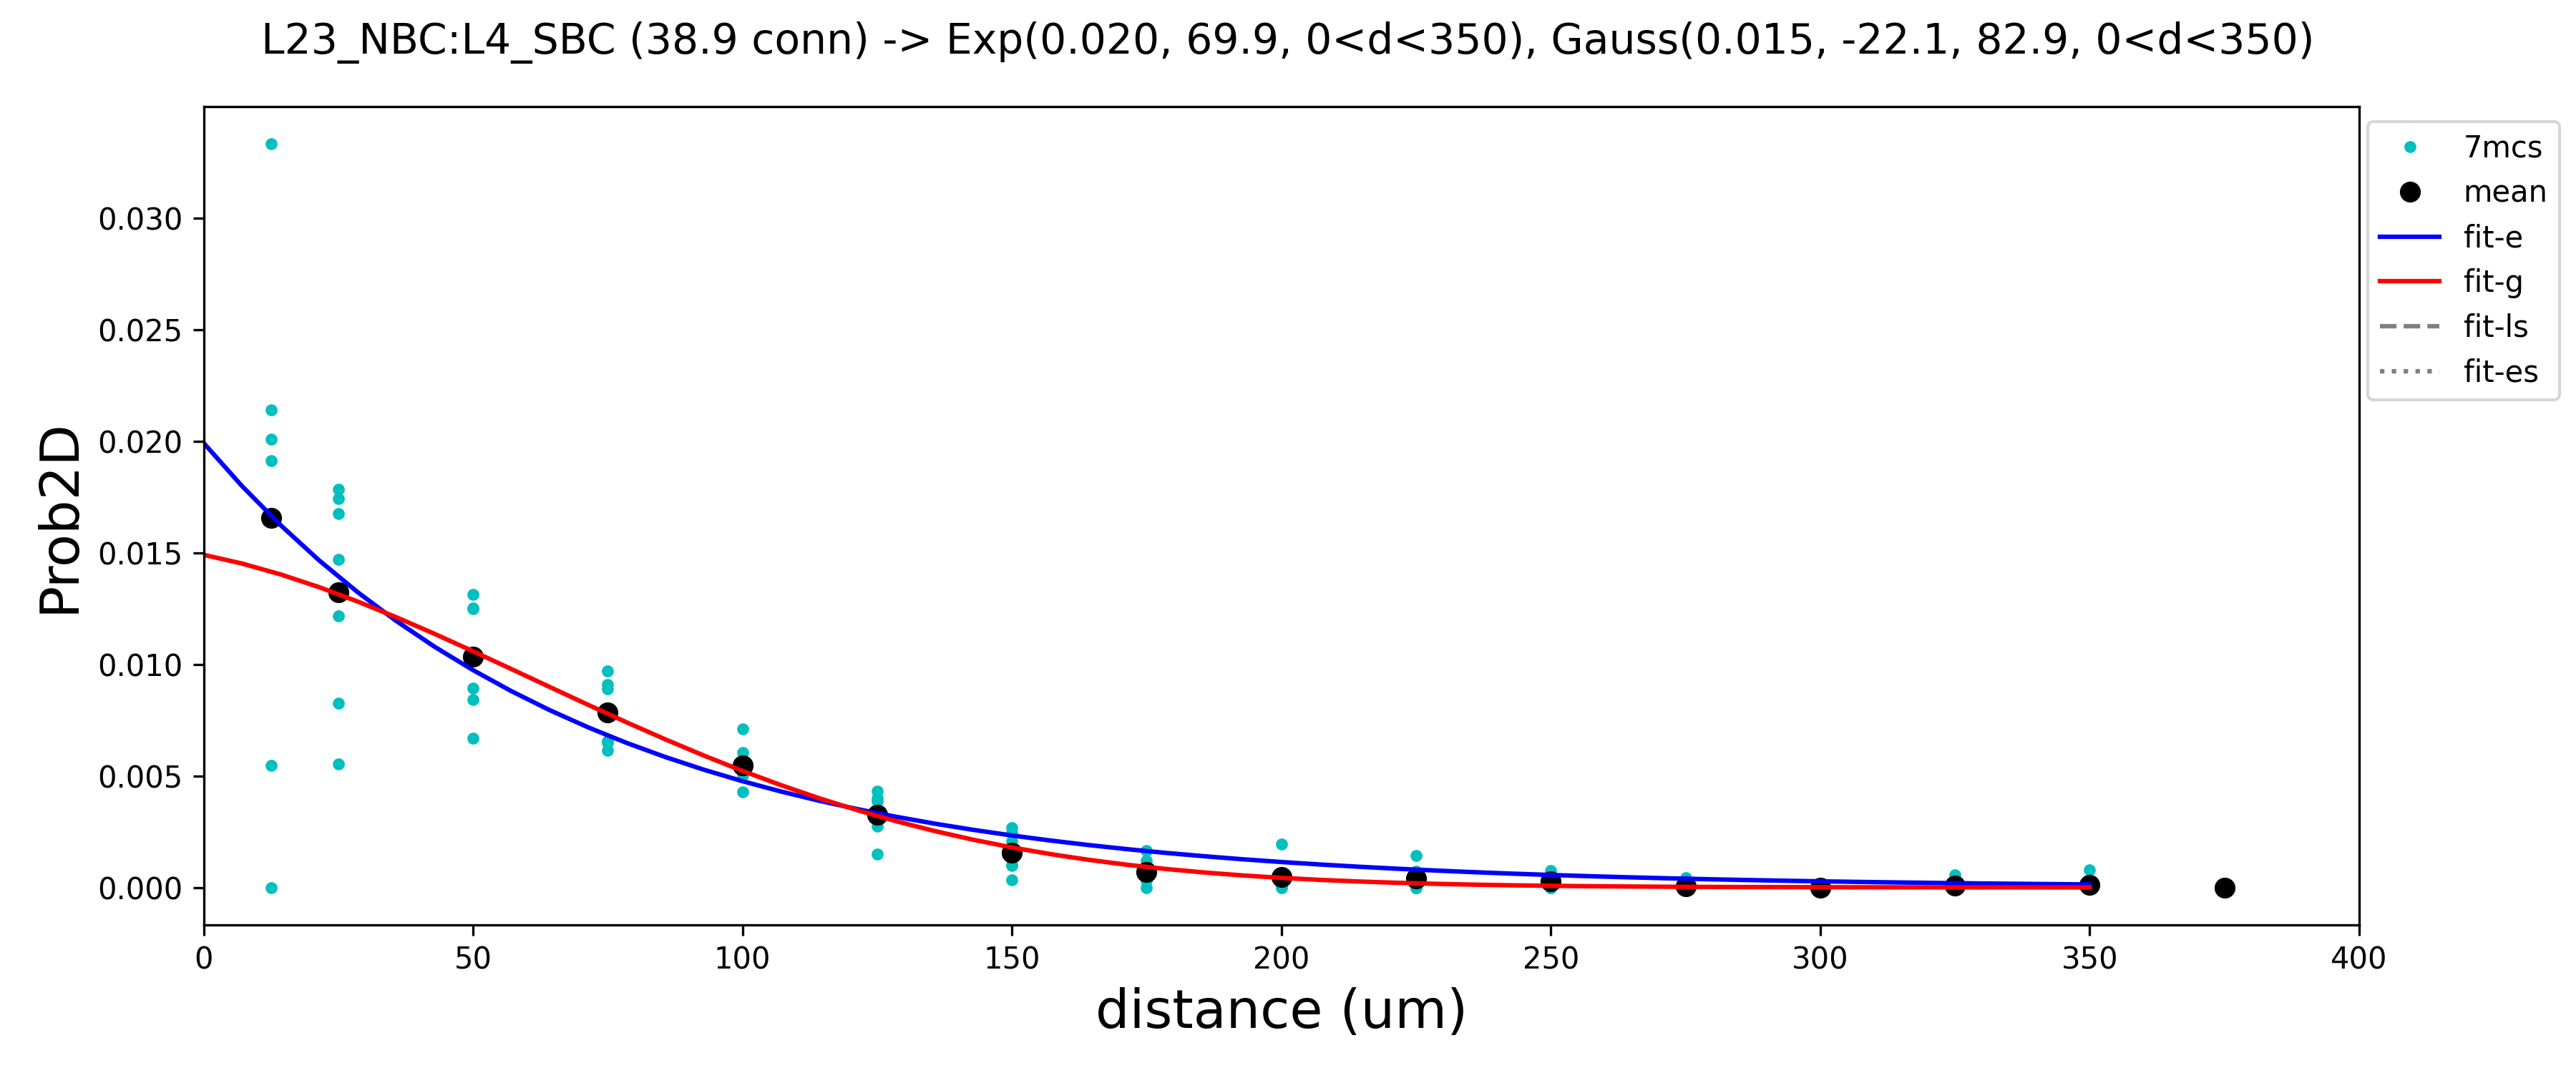 L23_NBC:L4_SBC (38.9 conn) -> Exp(0.020, 69.9, 0<d<350), Gauss(0.015, -22.1, 82.9, 0<d<350)
7mcs
mean
fit-e
fit-g
fit-ls
fit-es
Prob2D
0.030
0.025
0.020
0.015
0.010
0.005
0.000
0 50 100 150 200 250 300 350 400
distance (um)